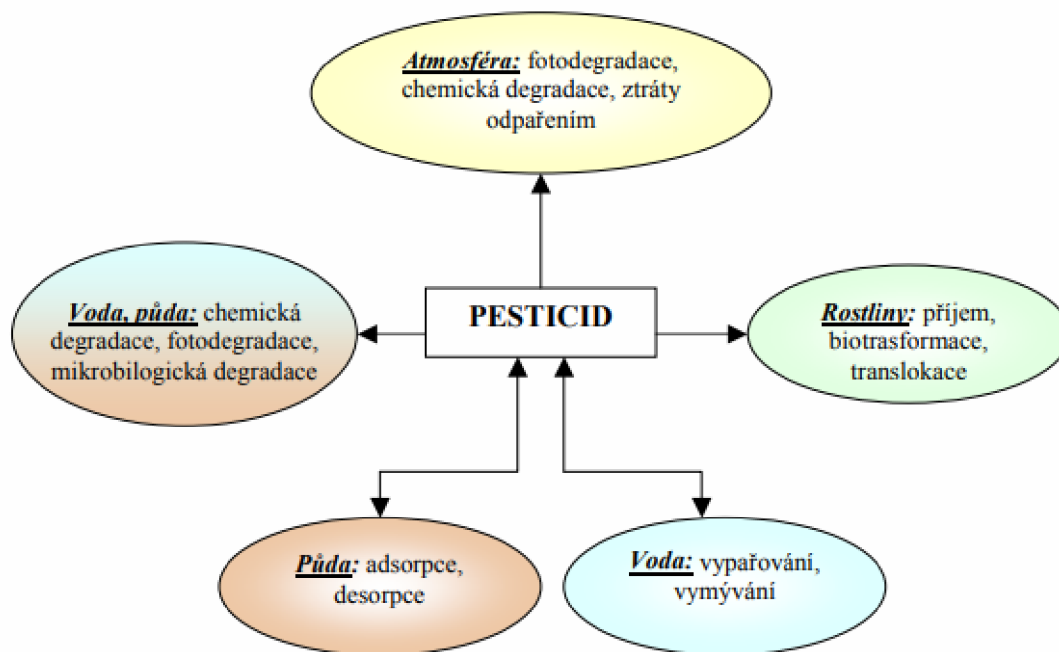 Atmosféra: fotodegradace,
chemická degradace, ztráty
odpařením
Voda, půda: chemická
degradace, fotodegradace,
mikrobilogická degradace
PESTICID
Rostliny: příjem,
biotrasformace,
translokace
Půda: adsorpce,
desorpce
Voda: vypařování,
vymývání